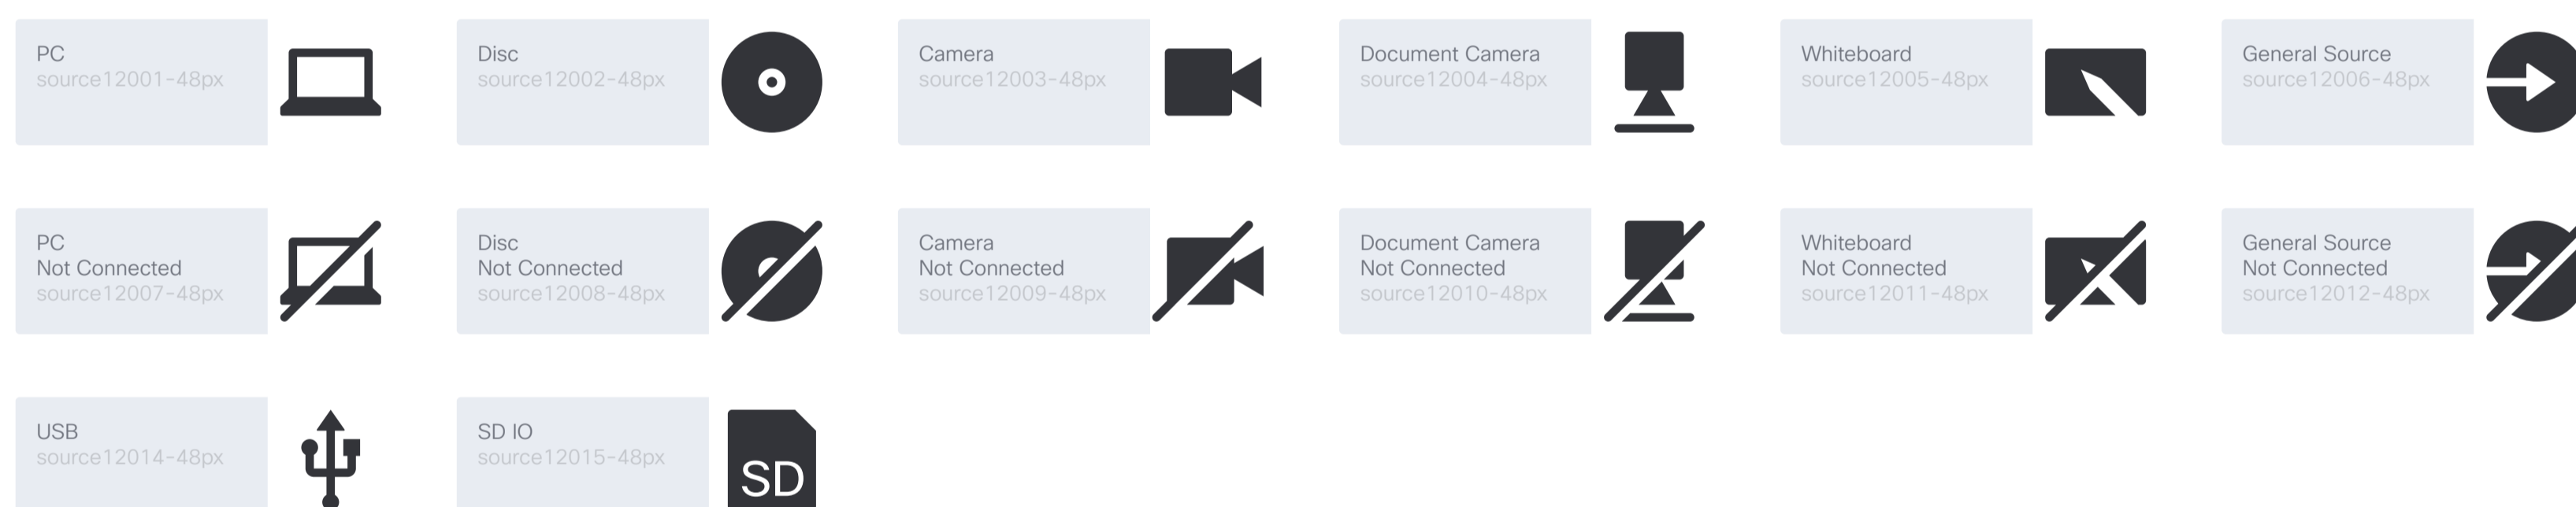 PC
source12001-48px
Disc
source12002-48px
Camera
source12003-48px
Document Camera
source12004-48px
Whiteboard
source12005-48px
General Source
source12006-48px
PC
Not Connected
source12007-48px
Disc
Not Connected
source12008-48px
Camera
Not Connected
source12009-48px
Document Camera
Not Connected
source12010-48px
Whiteboard
Not Connected
source12011-48px
General Source
Not Connected
source12012-48px
USB
source12014-48px
SD IO
source12015-48px
SD